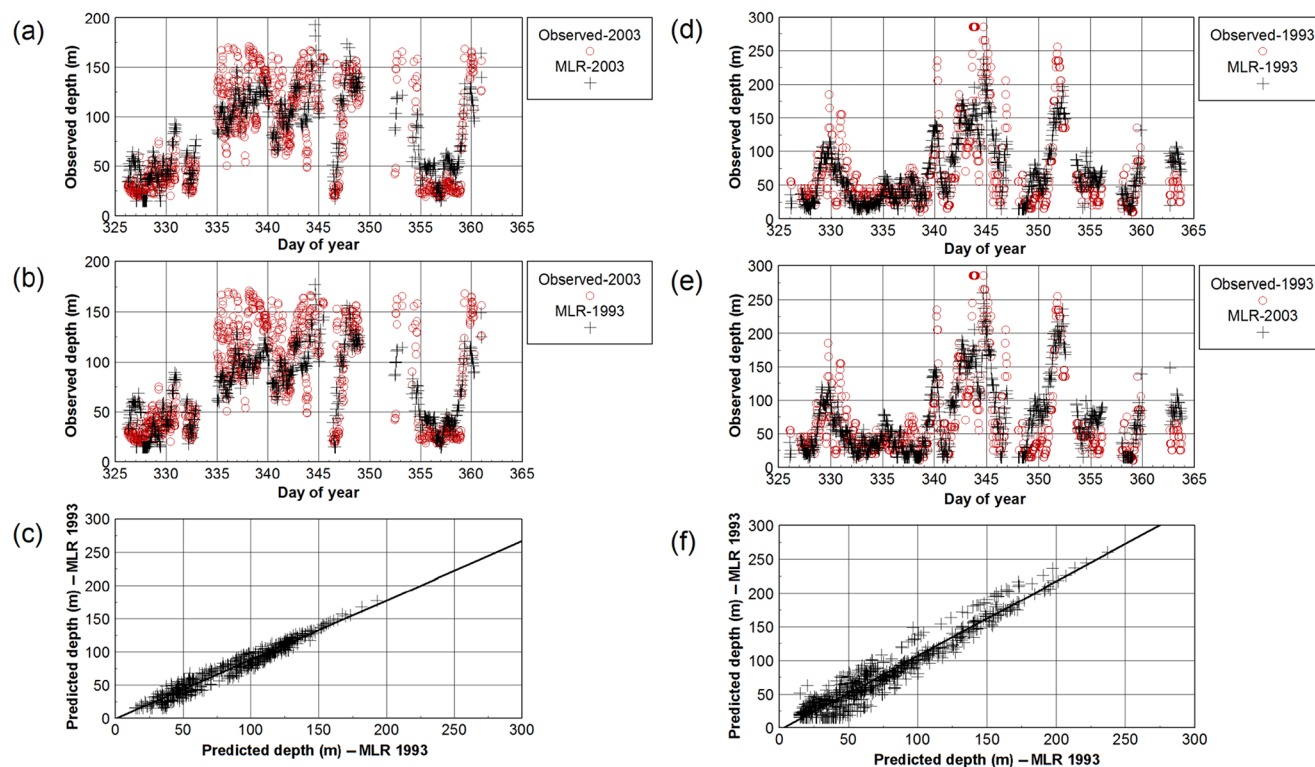 (a)
Observed depth (m)
200
150
100
50
0
325 330 335 340 345 350 355 360 365
Day of year
Observed-2003
MLR-2003
(b)
Observed depth (m)
200
150
100
50
0
325 330 335 340 345 350 355 360 365
Day of year
Observed-2003
MLR-1993
(c)
Predicted depth (m) – MLR 1993
300
250
200
150
100
50
0
0 50 100 150 200 250 300
Predicted depth (m) – MLR 1993
(d)
Observed depth (m)
300
250
200
150
100
50
0
325 330 335 340 345 350 355 360 365
Day of year
Observed-1993
MLR-1993
(e)
Observed depth (m)
300
250
200
150
100
50
0
325 330 335 340 345 350 355 360 365
Day of year
Observed-1993
MLR-2003
(f)
Predicted depth (m) – MLR 1993
300
250
200
150
100
50
0
0 50 100 150 200 250 300
Predicted depth (m) – MLR 1993